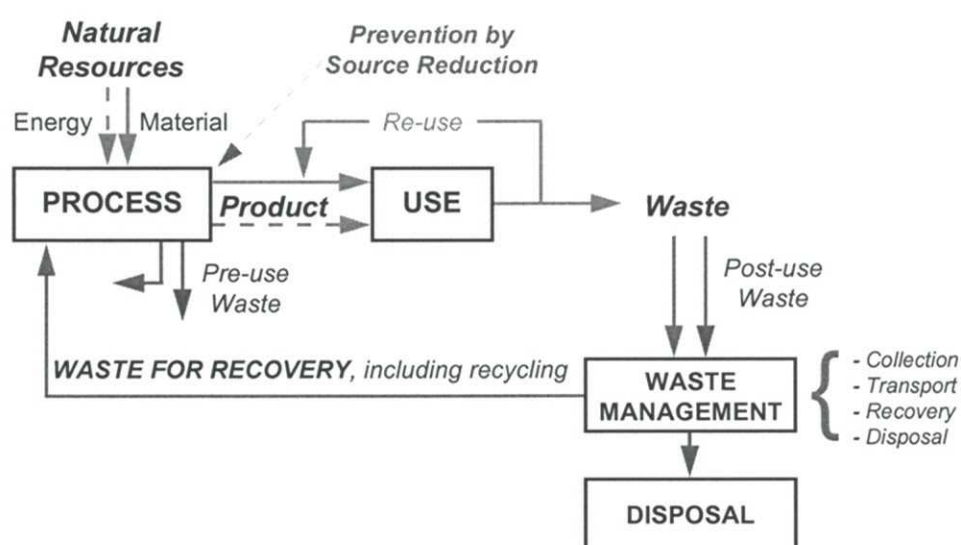 Natural
Resources
Prevention by
Source Reduction
Energy
Material
Re-use
PROCESS
Product
USE
Waste
Pre-use
Waste
Post-use
Waste
WASTE FOR RECOVERY, including recycling
WASTE
MANAGEMENT
- Collection
- Transport
- Recovery
- Disposal
DISPOSAL